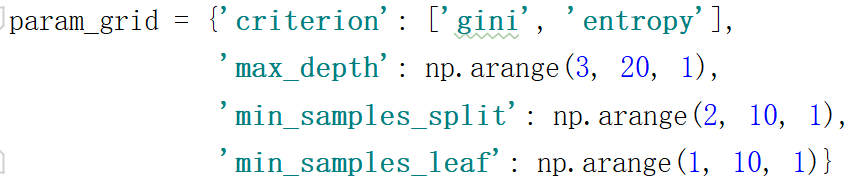 param_grid = {'criterion': ['gini', 'entropy'],
'max_depth': np.arange(3, 20, 1),
'min_samples_split': np.arange(2, 10, 1),
'min_samples_leaf': np.arange(1, 10, 1)}